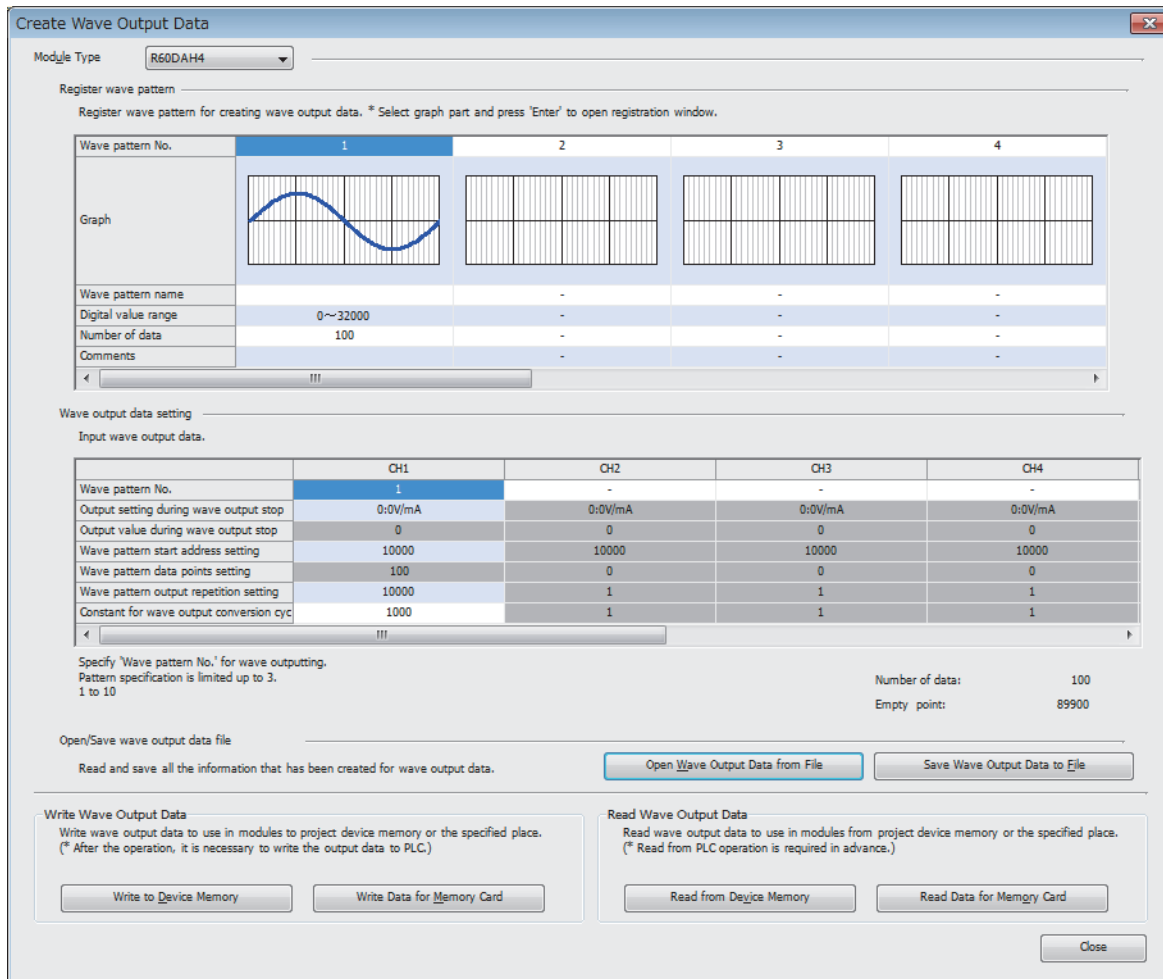 Create Wave Output Data
Module Type R60DAH4
Register wave pattern
Register wave pattern for creating wave output data. * Select graph part and press 'Enter' to open registration window.
Wave pattern No. 1 2 3 4
Graph
Wave pattern name - - -
Digital value range 0～32000 - - -
Number of data 100 - - -
Comments - - -
Wave output data setting
Input wave output data.
CH1 CH2 CH3 CH4
Wave pattern No. 1 - - -
Output setting during wave output stop 0:0V/mA 0:0V/mA 0:0V/mA 0:0V/mA
Output value during wave output stop 0 0 0 0
Wave pattern start address setting 10000 10000 10000 10000
Wave pattern data points setting 100 0 0 0
Wave pattern output repetition setting 10000 1 1 1
Constant for wave output conversion cyc 1000 1 1 1
Specify 'Wave pattern No.' for wave outputting.
Pattern specification is limited up to 3.
1 to 10
Number of data: 100
Empty point: 89900
Open/Save wave output data file
Read and save all the information that has been created for wave output data.
Open Wave Output Data from File Save Wave Output Data to File
Write Wave Output Data
Write wave output data to use in modules to project device memory or the specified place.
(* After the operation, it is necessary to write the output data to PLC.)
Write to Device Memory Write Data for Memory Card
Read Wave Output Data
Read wave output data to use in modules from project device memory or the specified place.
(* Read from PLC operation is required in advance.)
Read from Device Memory Read Data for Memory Card
Close